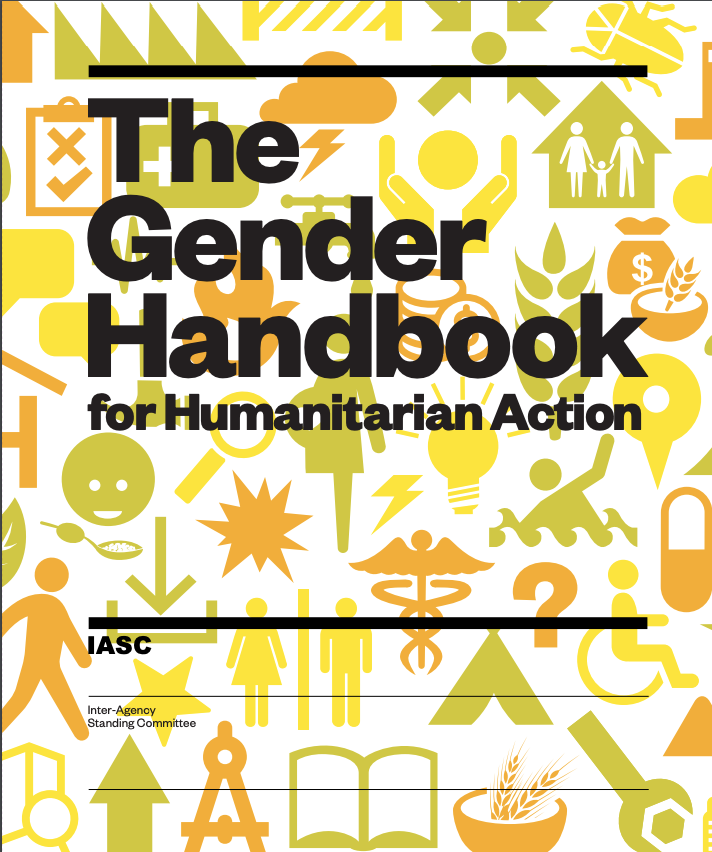 The
Gender
Handbook
for Humanitarian Action
$
?
IASC
Inter-Agency
Standing Committee